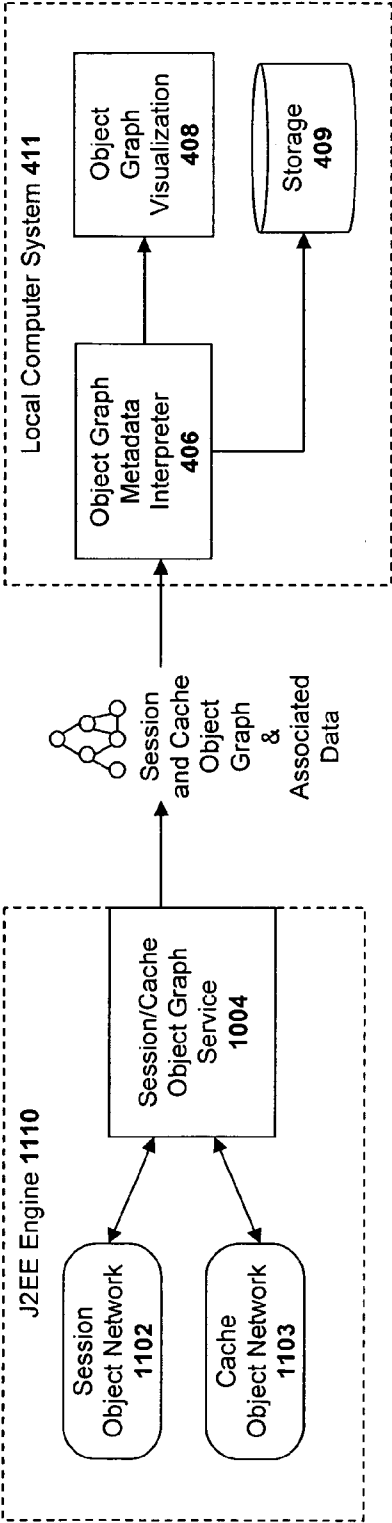 J2EE Engine 1110
Session
Object Network
1102
Cache
Object Network
1103
Session/Cache
Object Graph
Service
1004
Session
and Cache
Object
Graph
&
Associated
Data
Local Computer System 411
Object Graph
Metadata
Interpreter
406
Object
Graph
Visualization
408
Storage
409